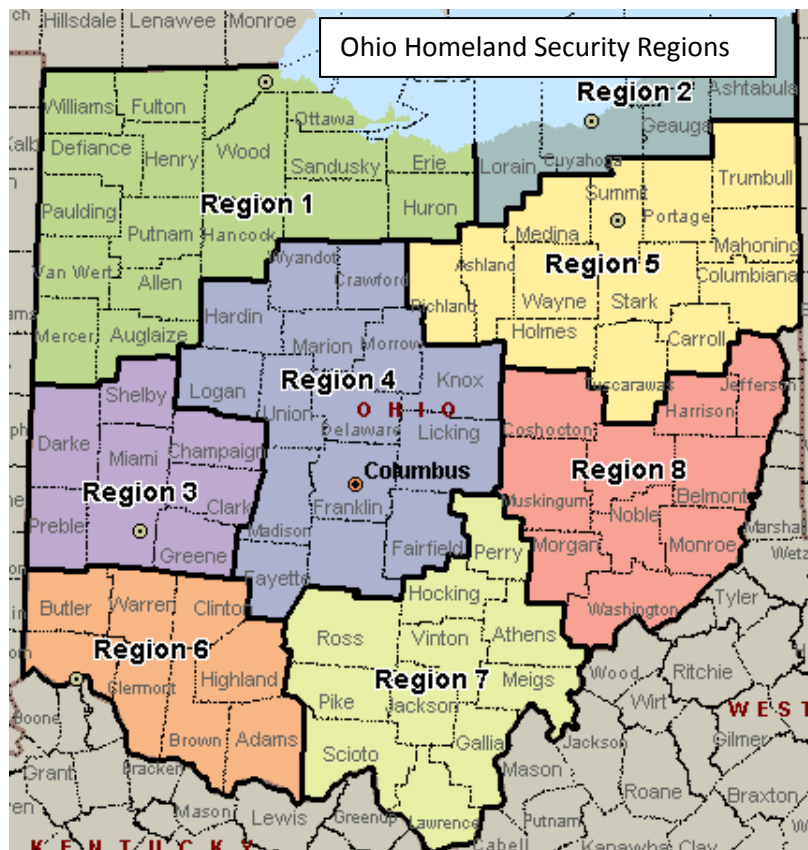 ch
Hillsdale
Lenawee
Monroe
Ohio Homeland Security Regions
Williams
Fulton
Region 2
Ashtabula
Ottawa
Geauga
Defiance
Henry
Wood
Sandusky
Erie
Lorain
Cuyahoga
Trumbull
Paulding
Region 1
Huron
Summit
Portage
Putnam
Hancock
Medina
Mahoning
Van Wert
Allen
Wyandot
Crawford
Ashland
Region 5
Columbiana
Richland
Wayne
Stark
Mercer
Auglaize
Hardin
Marion
Morrow
Holmes
Carroll
Shelby
Logan
Region 4
Knox
Tuscarawas
Jefferson
Union
OHIO
Harrison
Darke
Miami
Champaign
Delaware
Licking
Coshocton
Columbus
Region 8
Region 3
Clark
Franklin
Muskingum
Belmont
Preble
Greene
Madison
Noble
Marshal
Fairfield
Perry
Morgan
Monroe
Wetz
Fayette
Butler
Warren
Clinton
Hocking
Washington
Tyler
Ross
Vinton
Athens
Region 6
Highland
Region 7
Meigs
Wood
Ritchie
Clermont
Pike
Jackson
Wirt
WEST
Boone
Brown
Adams
Scioto
Gallia
Jackson
Gilmer
Grant
Bracken
Mason
Roane
Braxton
Mason
Lewis
Greenup
Lawrence
Putnam
KENTUCKY
Cabell
Kanawha
Clay